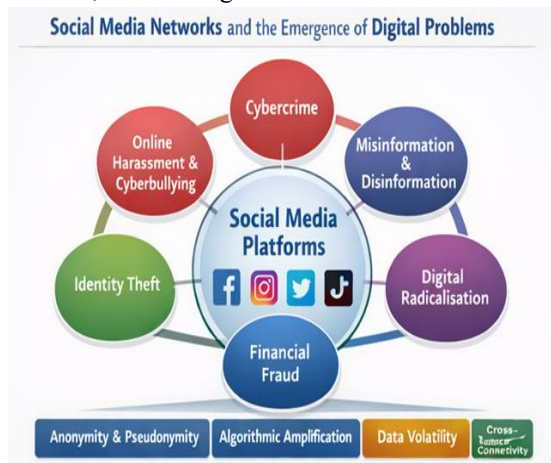 Social Media Networks and the Emergence of Digital Problems
Cybercrime
Online
Harassment &
Cyberbullying
Misinformation
&
Disinformation
Social Media
Platforms
Identity Theft
Digital
Radicalisation
Financial
Fraud
Anonymity & Pseudonymity
Algorithmic Amplification
Data Volatility
Cross-